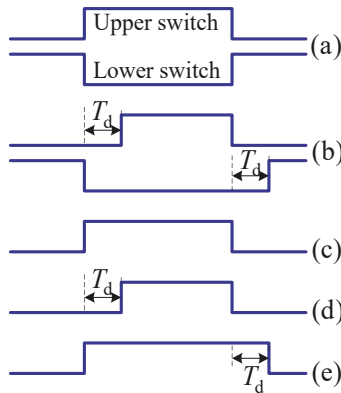 Upper switch
(a)
Lower switch
T_d
(b)
T_d
(c)
T_d
(d)
(e)
T_d